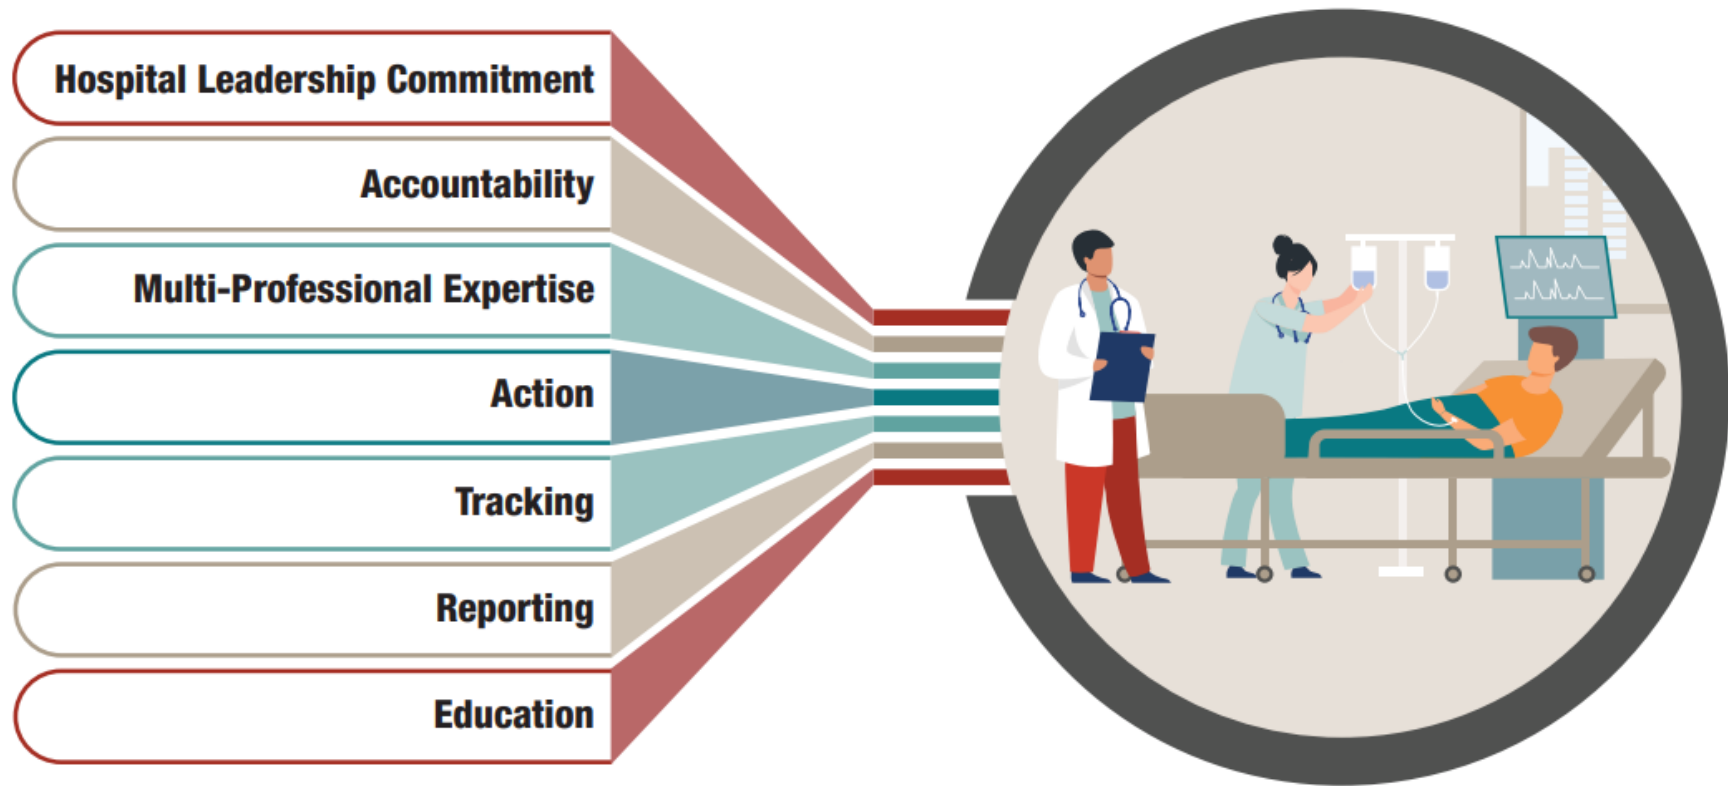 Hospital Leadership Commitment
Accountability
Multi-Professional Expertise
Action
Tracking
Reporting
Education